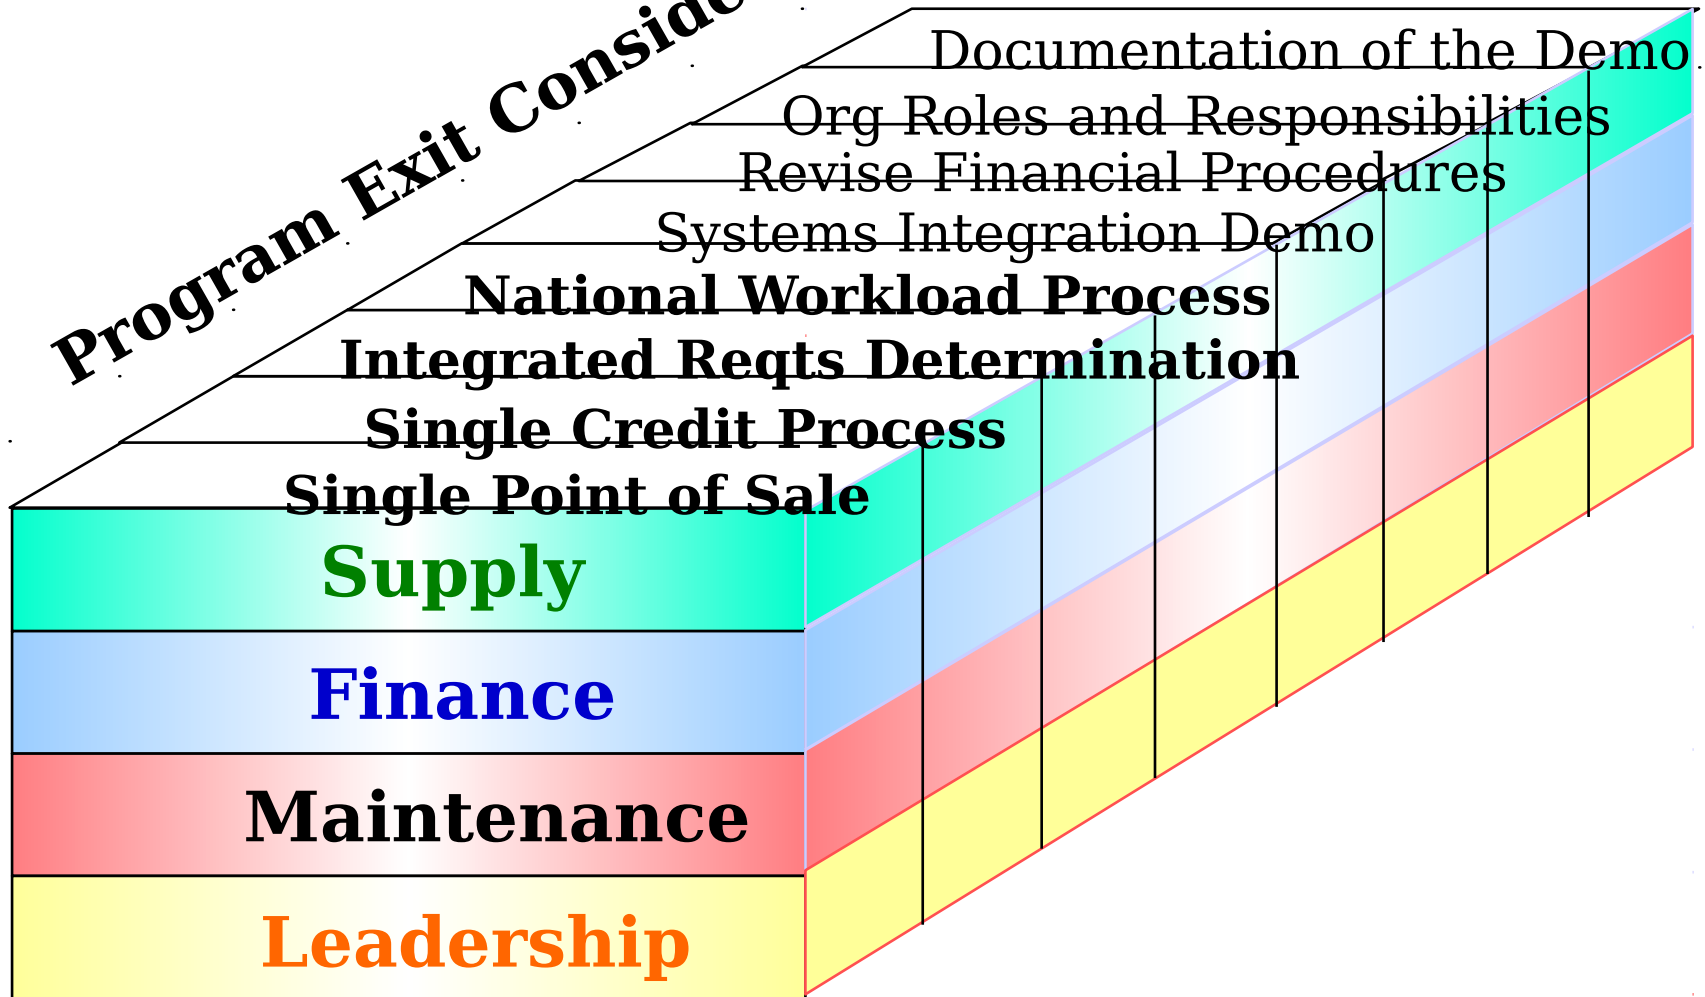 Program Exit
Documentation of the Demo
Org Roles and Responsibilities
Revise Financial Procedures
Systems Integration Demo
National Workload Process
Integrated Reqts Determination
Single Credit Process
Single Point of Sale
Supply
Finance
Maintenance
Leadership